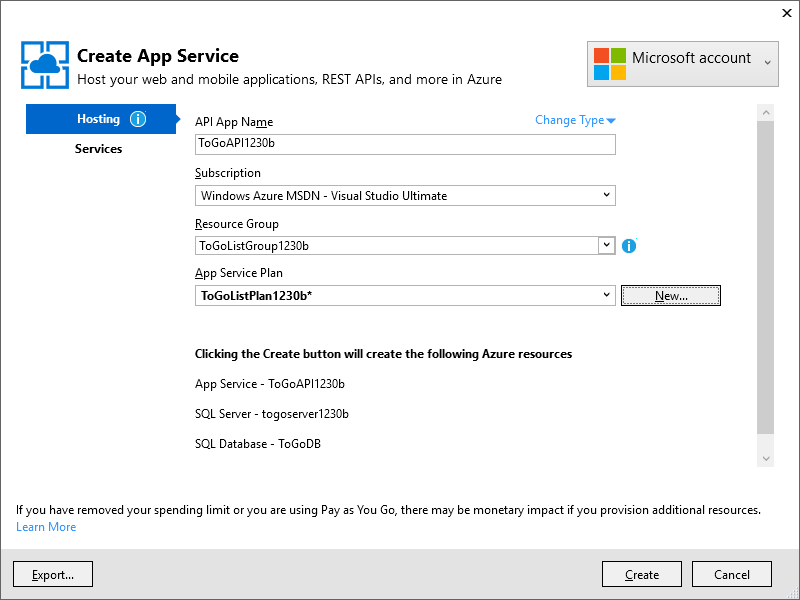 Create App Service
Host your web and mobile applications, REST APIs, and more in Azure
Microsoft account
Hosting
Services
API App Name
Change Type
ToGoAPI1230b
Subscription
Windows Azure MSDN - Visual Studio Ultimate
Resource Group
ToGoListGroup1230b
App Service Plan
ToGoListPlan1230b*
New...
Clicking the Create button will create the following Azure resources
App Service - ToGoAPI1230b
SQL Server - togoserver1230b
SQL Database - ToGoDB
If you have removed your spending limit or you are using Pay as You Go, there may be monetary impact if you provision additional resources.
Learn More
Export...
Create
Cancel